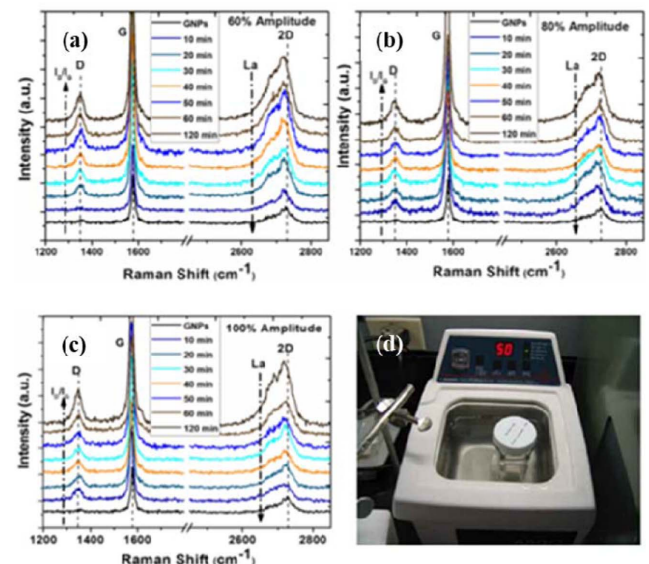 (a)
60% Amplitude
G
GNPs
10 min
20 min
30 min
40 min
50 min
60 min
120 min
2D
La
D
I_D/I_G
Intensity (a.u.)
1200 1400 1600 2600 2800
Raman Shift (cm⁻¹)
(b)
80% Amplitude
G
GNPs
10 min
20 min
30 min
40 min
50 min
60 min
120 min
2D
La
D
I_D/I_G
Intensity (a.u.)
1200 1400 1600 2600 2800
Raman Shift (cm⁻¹)
(c)
100% Amplitude
G
GNPs
10 min
20 min
30 min
40 min
50 min
60 min
120 min
2D
La
D
Intensity (a.u.)
1200 1400 1600 2600 2800
Raman Shift (cm⁻¹)
(d)
50